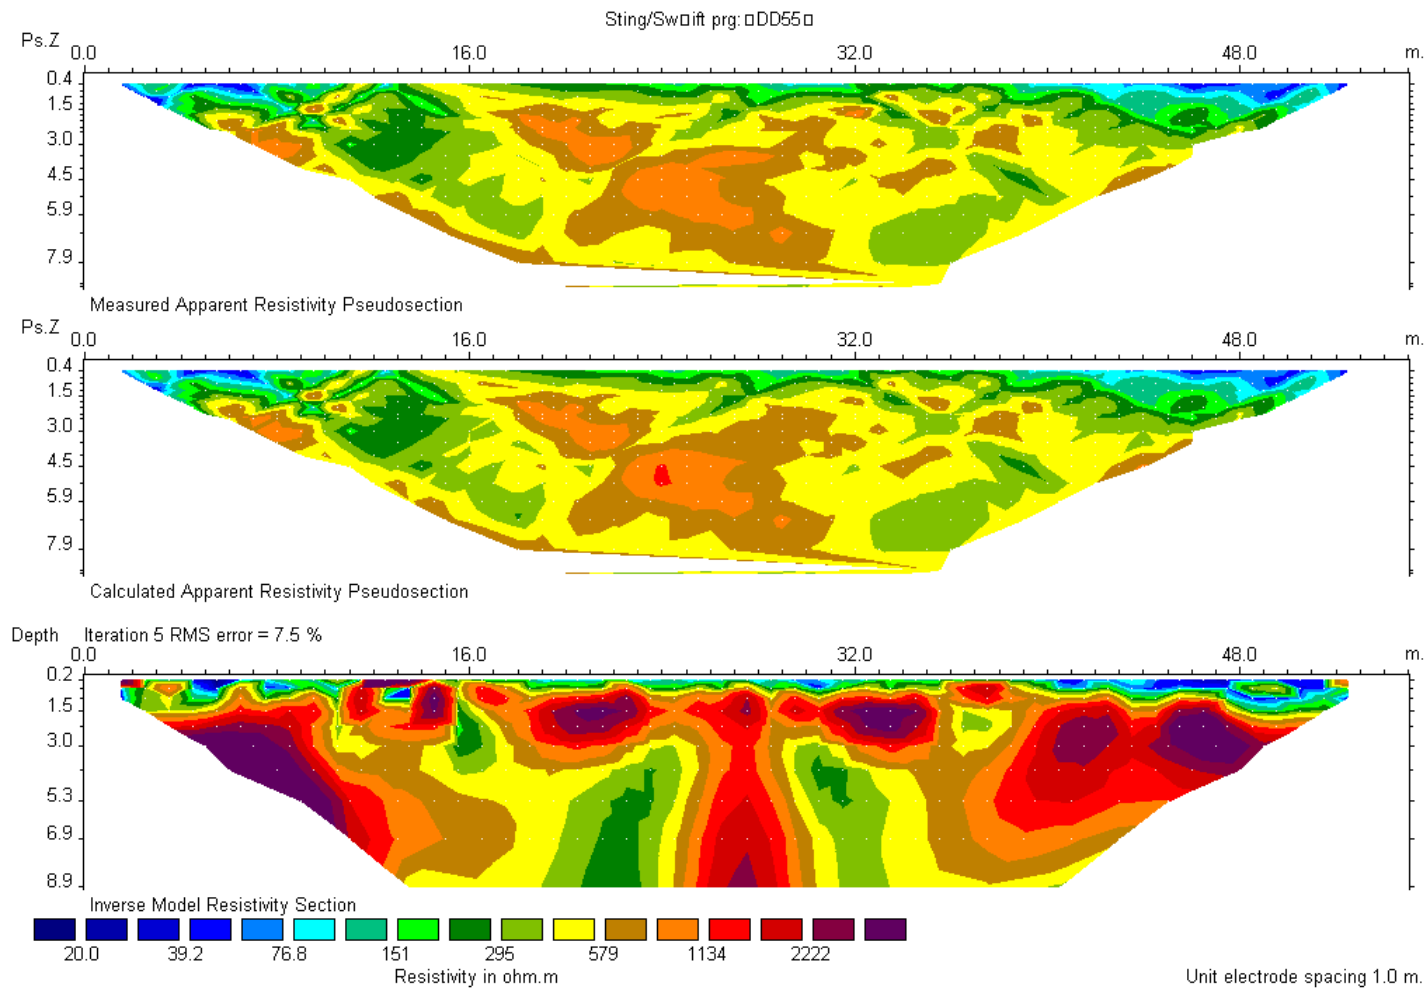 Sting/Sw□ift prg: □DD55□
Ps.Z 0.0 16.0 32.0 48.0 m.
0.4
1.5
3.0
4.5
5.9
7.9
Measured Apparent Resistivity Pseudosection
Ps.Z 0.0 16.0 32.0 48.0 m.
0.4
1.5
3.0
4.5
5.9
7.9
Calculated Apparent Resistivity Pseudosection
Depth Iteration 5 RMS error = 7.5 %
0.0 16.0 32.0 48.0 m.
0.2
1.5
3.0
5.3
6.9
8.9
Inverse Model Resistivity Section
20.0 39.2 76.8 151 295 579 1134 2222
Resistivity in ohm.m
Unit electrode spacing 1.0 m.